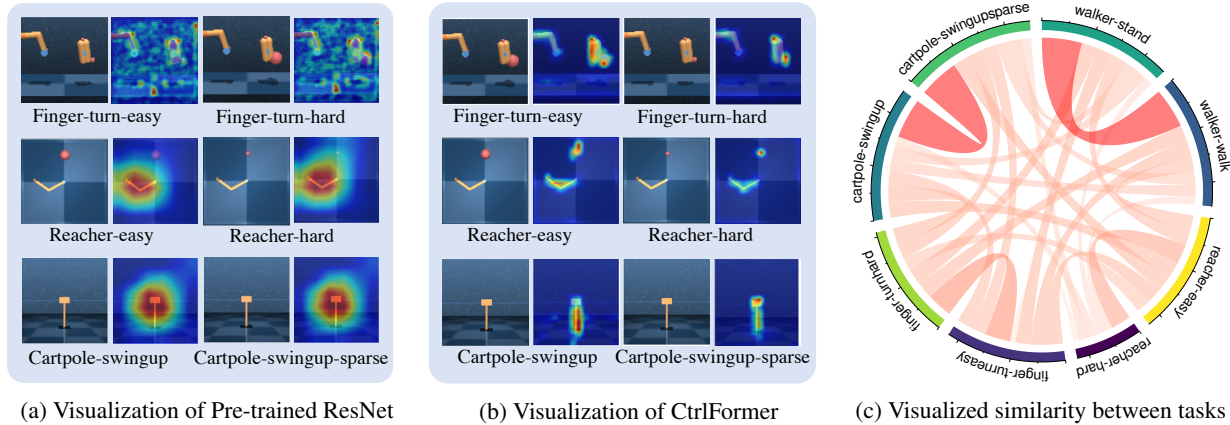 Finger-turn-easy
Finger-turn-hard
Reacher-easy
Reacher-hard
Cartpole-swingup
Cartpole-swingup-sparse
(a) Visualization of Pre-trained ResNet
Finger-turn-easy
Finger-turn-hard
Reacher-easy
Reacher-hard
Cartpole-swingup
Cartpole-swingup-sparse
(b) Visualization of CtrlFormer
cartpole-swingupsparse
walker-stand
walker-walk
reacher-easy
reacher-hard
finger-turneasy
finger-turnhard
cartpole-swingup
(c) Visualized similarity between tasks